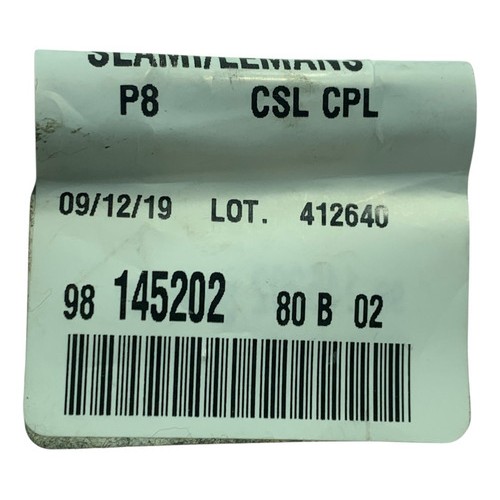 SLAMI/LEMANS
P8 CSL CPL
09/12/19 LOT. 412640
98 145202 80 B 02